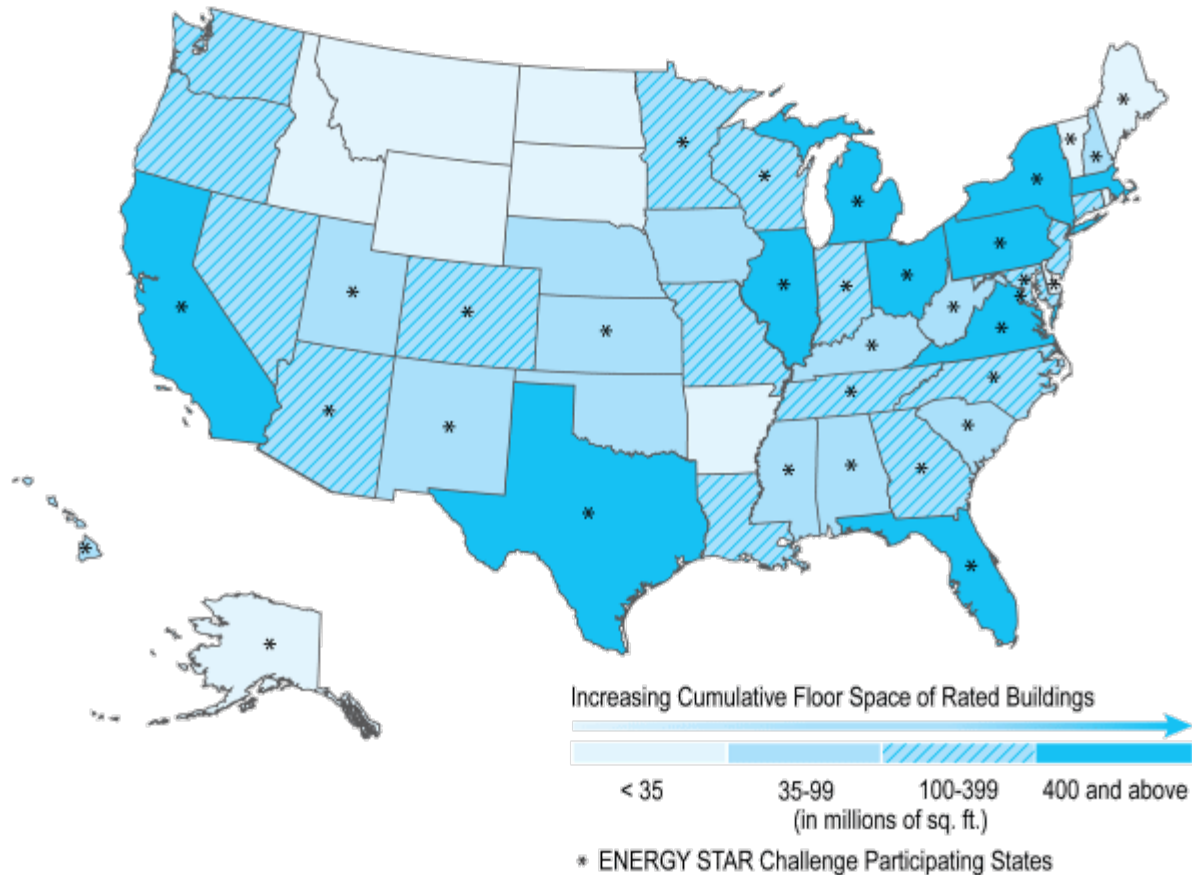 Increasing Cumulative Floor Space of Rated Buildings
< 35 35-99 100-399 400 and above
(in millions of sq. ft.)
* ENERGY STAR Challenge Participating States